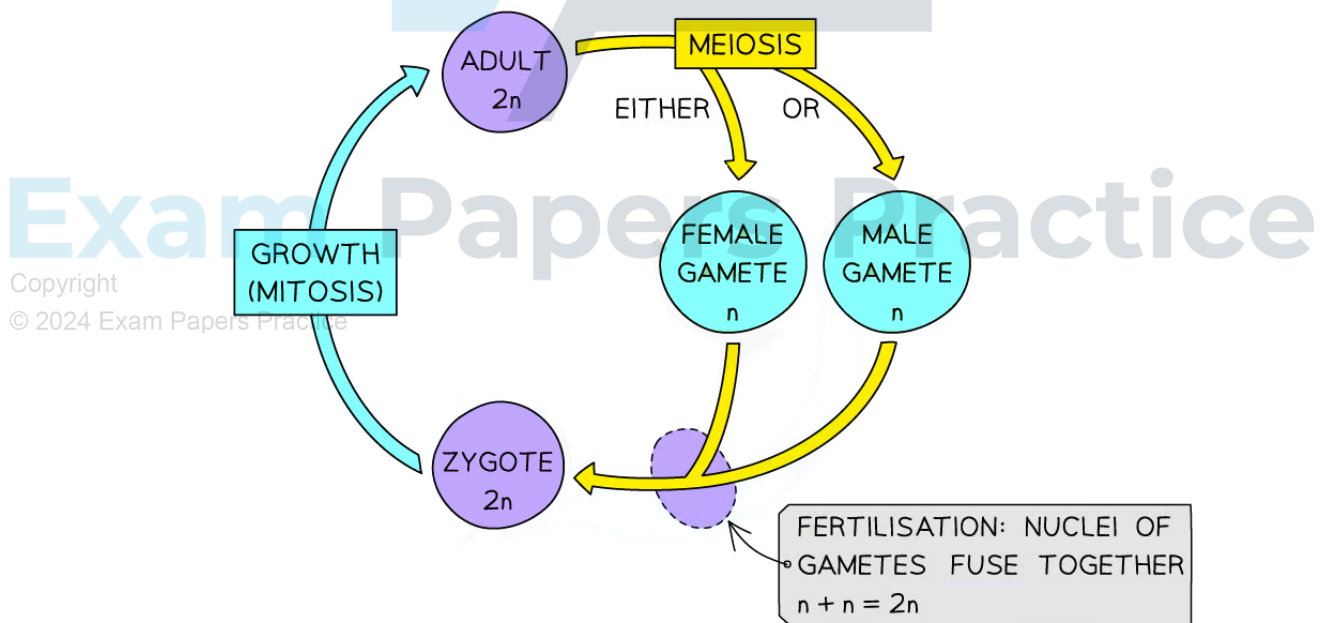 ADULT
2n
MEIOSIS
EITHER
OR
Exam Papers Practice
Copyright
© 2024 Exam Papers Practice
GROWTH
(MITOSIS)
FEMALE
GAMETE
n
MALE
GAMETE
n
ZYGOTE
2n
FERTILISATION: NUCLEI OF
GAMETES FUSE TOGETHER
n + n = 2n